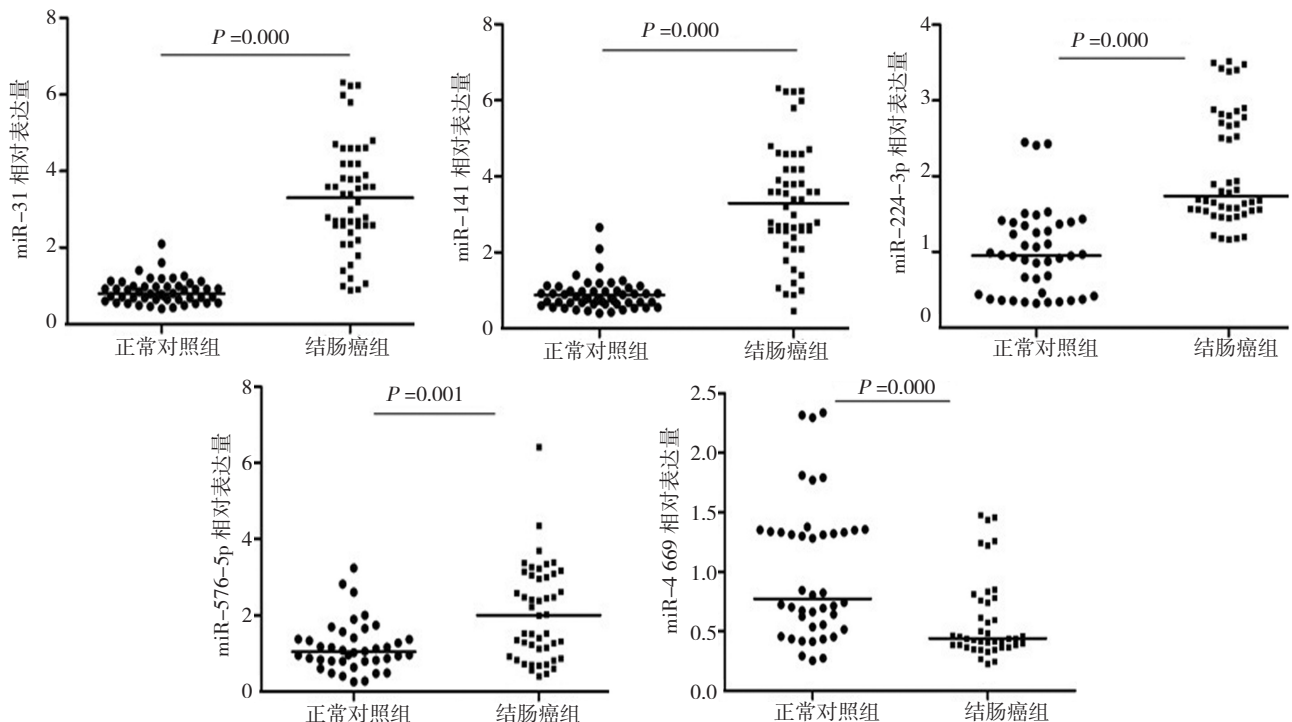 miR-31 相对表达量
8
6
4
2
0
P =0.000
正常对照组 结肠癌组
miR-141 相对表达量
8
6
4
2
0
P =0.000
正常对照组 结肠癌组
miR-224-3p 相对表达量
4
3
2
1
0
P =0.000
正常对照组 结肠癌组
miR-576-5p 相对表达量
8
6
4
2
0
P =0.001
正常对照组 结肠癌组
miR-4 669 相对表达量
2.5
2.0
1.5
1.0
0.5
0.0
P =0.000
正常对照组 结肠癌组